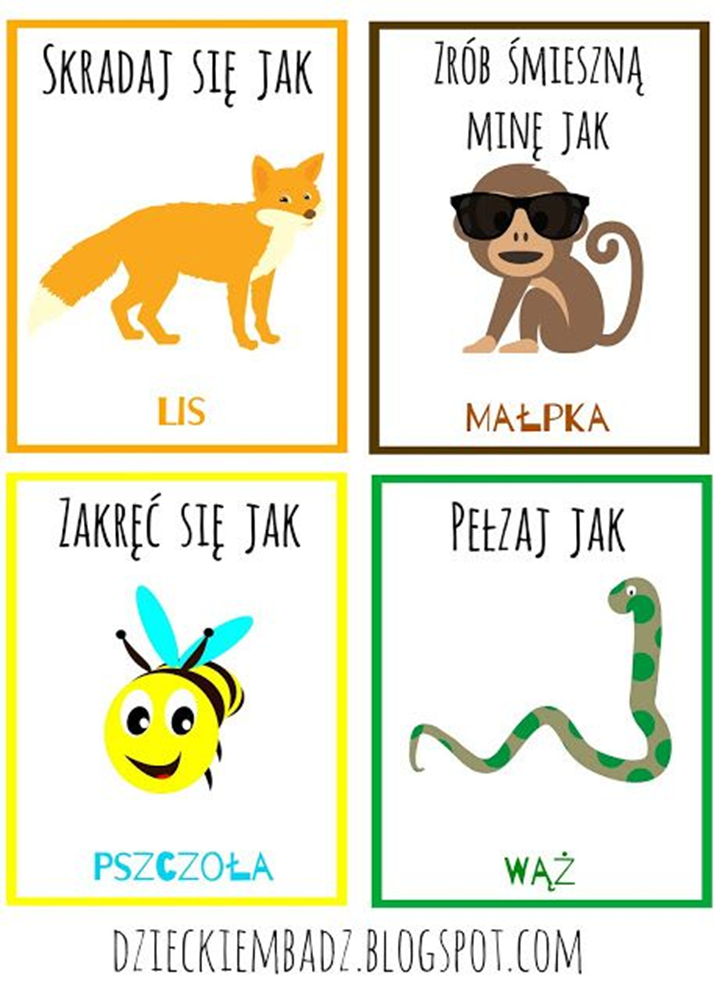 Skradaj się jak
LIS
Zrób śmieszną
minę jak
MAŁPKA
Zakręć się jak
PSZCZOŁA
Pełzaj jak
WĄŻ
DZIECKIEMBADZ.BLOGSPOT.COM